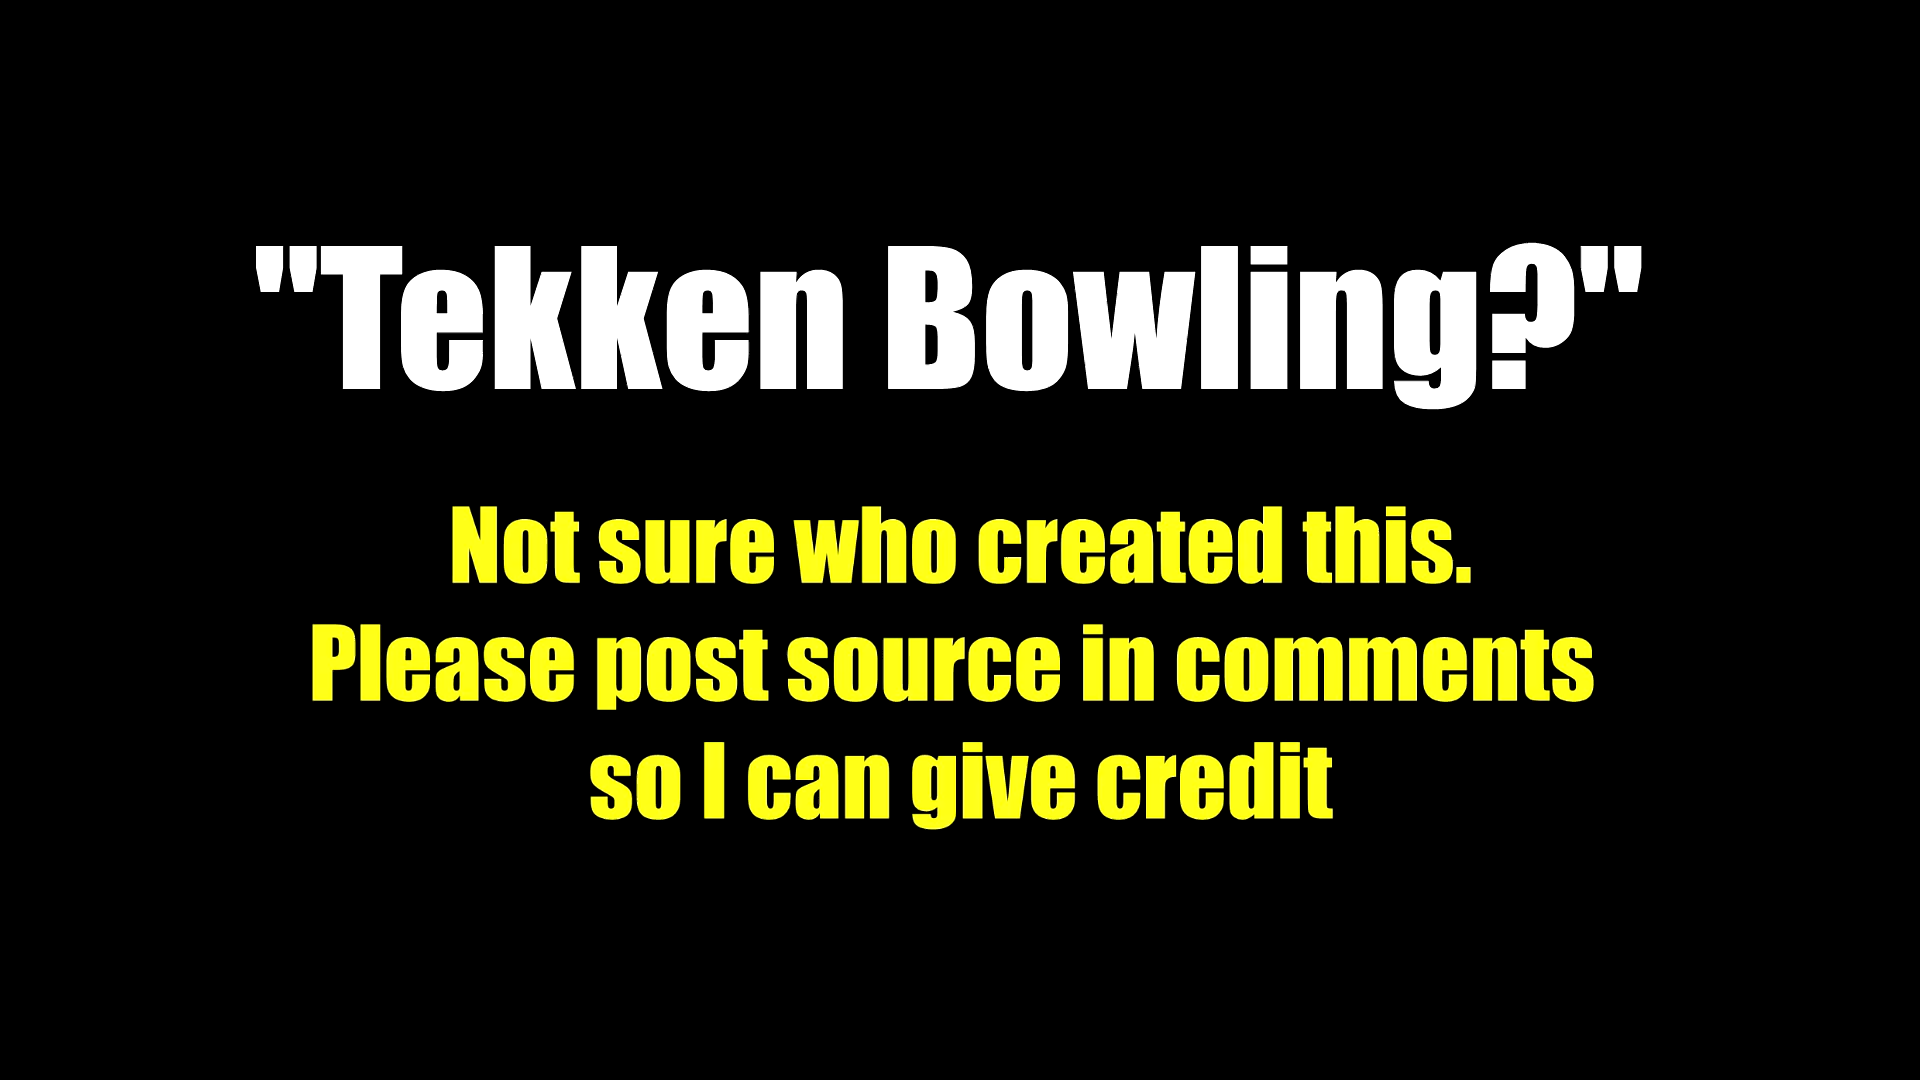 "Tekken Bowling?"
Not sure who created this.
Please post source in comments
so I can give credit